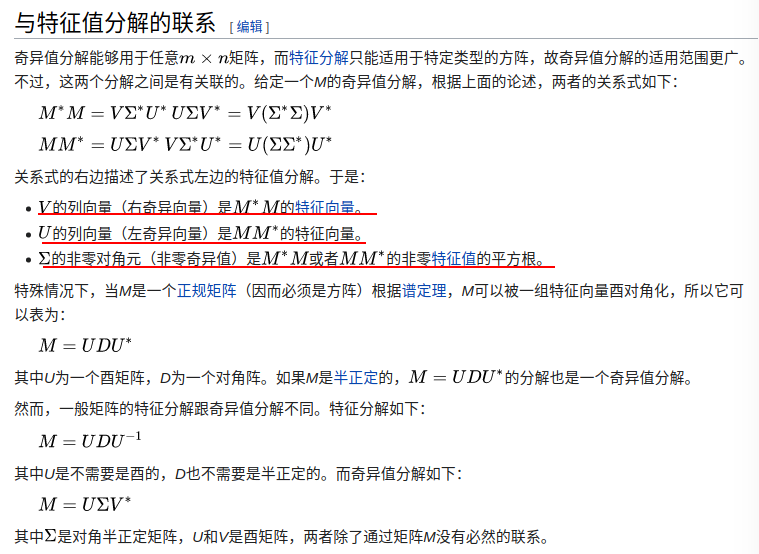 与特征值分解的联系 [ 编辑 ]
奇异值分解能够用于任意m × n矩阵，而特征分解只能适用于特定类型的方阵，故奇异值分解的适用范围更广。
不过，这两个分解之间是有关联的。给定一个M的奇异值分解，根据上面的论述，两者的关系式如下：
M*M = VΣ*U* UΣV* = V(Σ*Σ)V*
MM* = UΣV* VΣ*U* = U(ΣΣ*)U*
关系式的右边描述了关系式左边的特征值分解。于是：
• V的列向量（右奇异向量）是M*M的特征向量。
• U的列向量（左奇异向量）是MM*的特征向量。
• Σ的非零对角元（非零奇异值）是M*M或者MM*的非零特征值的平方根。
特殊情况下，当M是一个正规矩阵（因而必须是方阵）根据谱定理，M可以被一组特征向量酉对角化，所以它可
以表为：
M = UDU*
其中U为一个酉矩阵，D为一个对角阵。如果M是半正定的，M = UDU*的分解也是一个奇异值分解。
然而，一般矩阵的特征分解跟奇异值分解不同。特征分解如下：
M = UDU⁻¹
其中U是不需要是酉的，D也不需要是半正定的。而奇异值分解如下：
M = UΣV*
其中Σ是对角半正定矩阵，U和V是酉矩阵，两者除了通过矩阵M没有必然的联系。